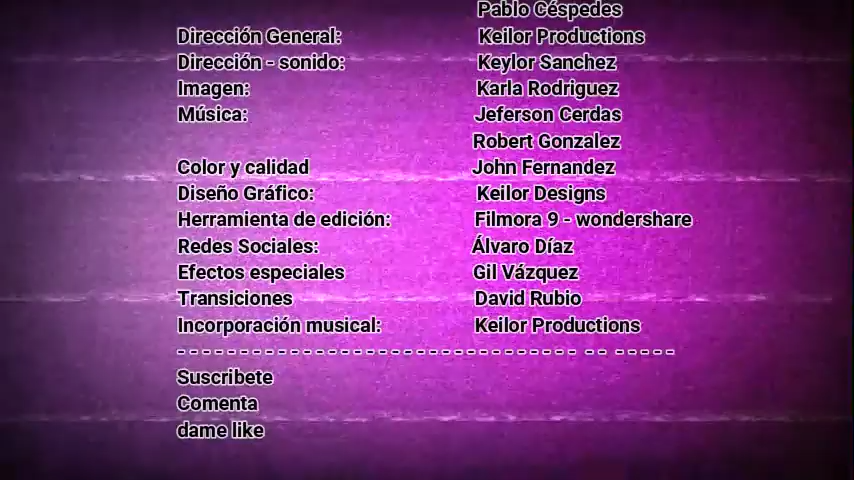 Pablo Céspedes
Dirección General: Keilor Productions
Dirección - sonido: Keylor Sanchez
Imagen: Karla Rodriguez
Música: Jeferson Cerdas
Robert Gonzalez
Color y calidad John Fernandez
Diseño Gráfico: Keilor Designs
Herramienta de edición: Filmora 9 - wondershare
Redes Sociales: Álvaro Díaz
Efectos especiales Gil Vázquez
Transiciones David Rubio
Incorporación musical: Keilor Productions
- - - - - - - - - - - - - - - - - - - - - - - - - - - - - - - -- -- - - - - -
Suscribete
Comenta
dame like